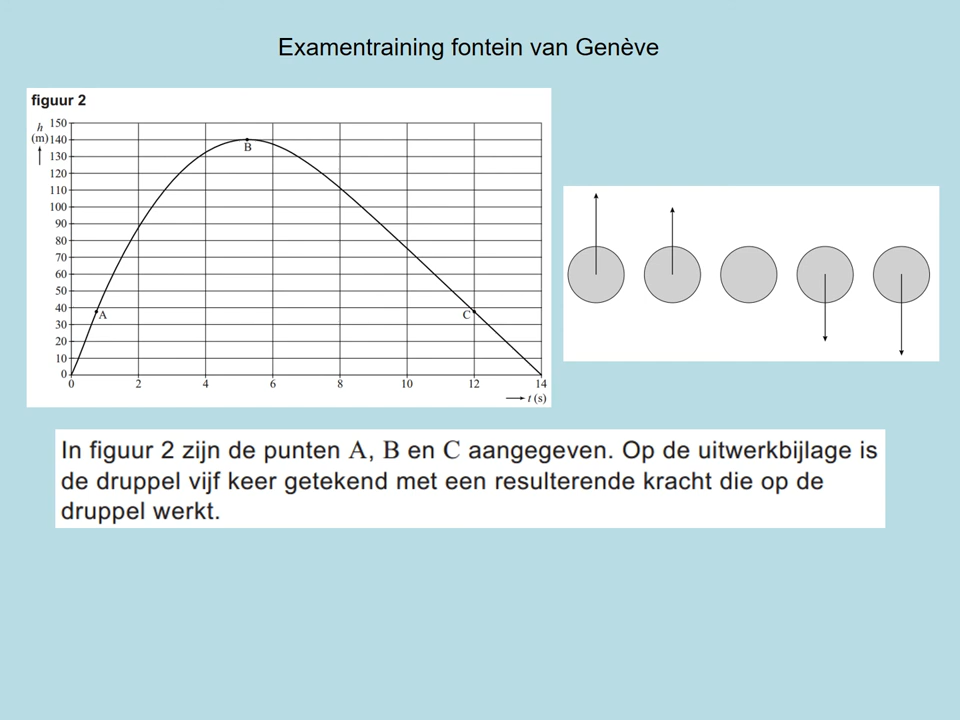 Examentraining fontein van Genève
figuur 2
h
(m)
150
140
130
120
110
100
90
80
70
60
50
40
30
20
10
0
A
B
C
0 2 4 6 8 10 12 14
t (s)
In figuur 2 zijn de punten A, B en C aangegeven. Op de uitwerkbijlage is
de druppel vijf keer getekend met een resulterende kracht die op de
druppel werkt.